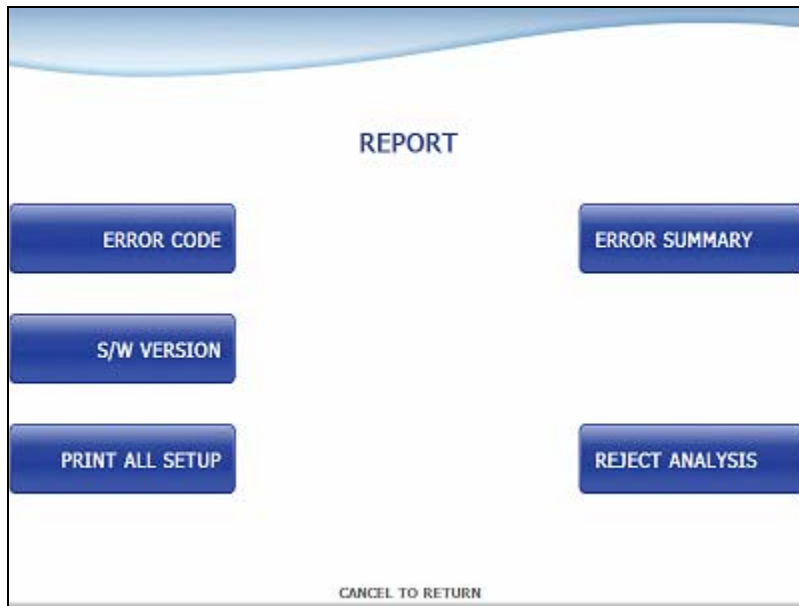 REPORT
ERROR CODE
ERROR SUMMARY
S/W VERSION
PRINT ALL SETUP
REJECT ANALYSIS
CANCEL TO RETURN